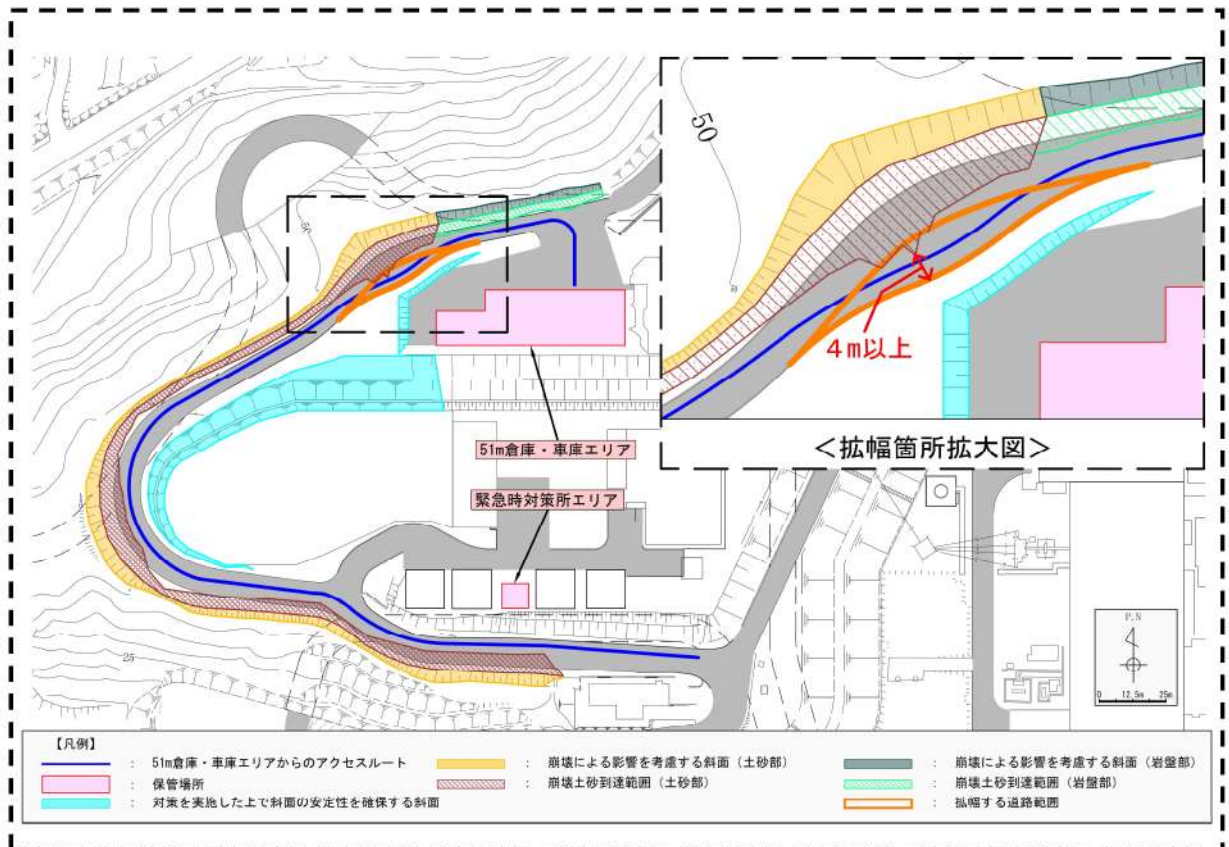 50
4m以上
<拡幅箇所拡大図>
50
51m倉庫・車庫エリア
緊急時対策所エリア
25
P.N
0 12.5m 25m
【凡例】
: 51m倉庫・車庫エリアからのアクセスルート
: 保管場所
: 対策を実施した上で斜面の安定性を確保する斜面
: 崩壊による影響を考慮する斜面(土砂部)
: 崩壊土砂到達範囲(土砂部)
: 崩壊による影響を考慮する斜面(岩盤部)
: 崩壊土砂到達範囲(岩盤部)
: 拡幅する道路範囲